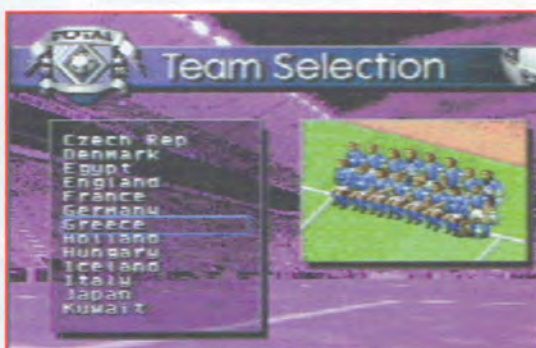 Team Selection
Czech Rep
Denmark
Egypt
England
France
Germany
Greece
Holland
Hungary
Iceland
Italy
Japan
Kuwait